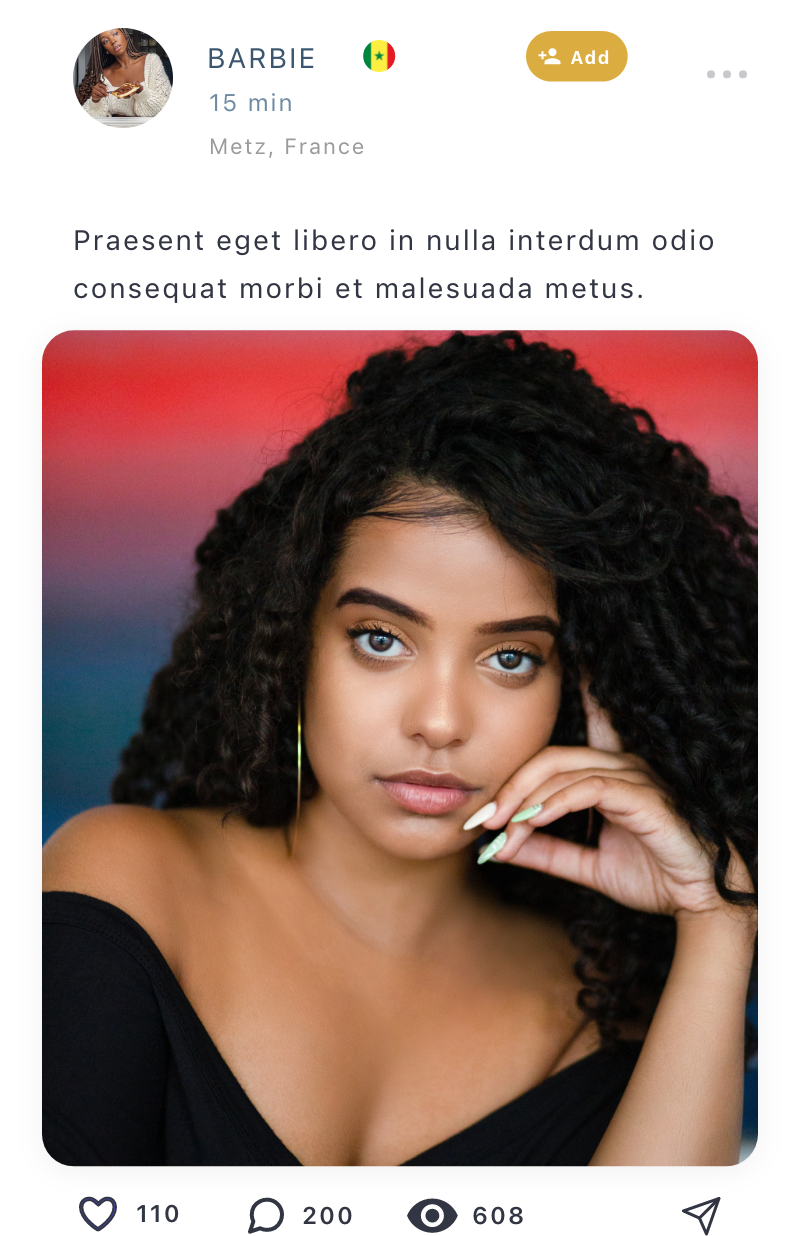 BARBIE
Add
15 min
Metz, France
Praesent eget libero in nulla interdum odio
consequat morbi et malesuada metus.
110
200
608